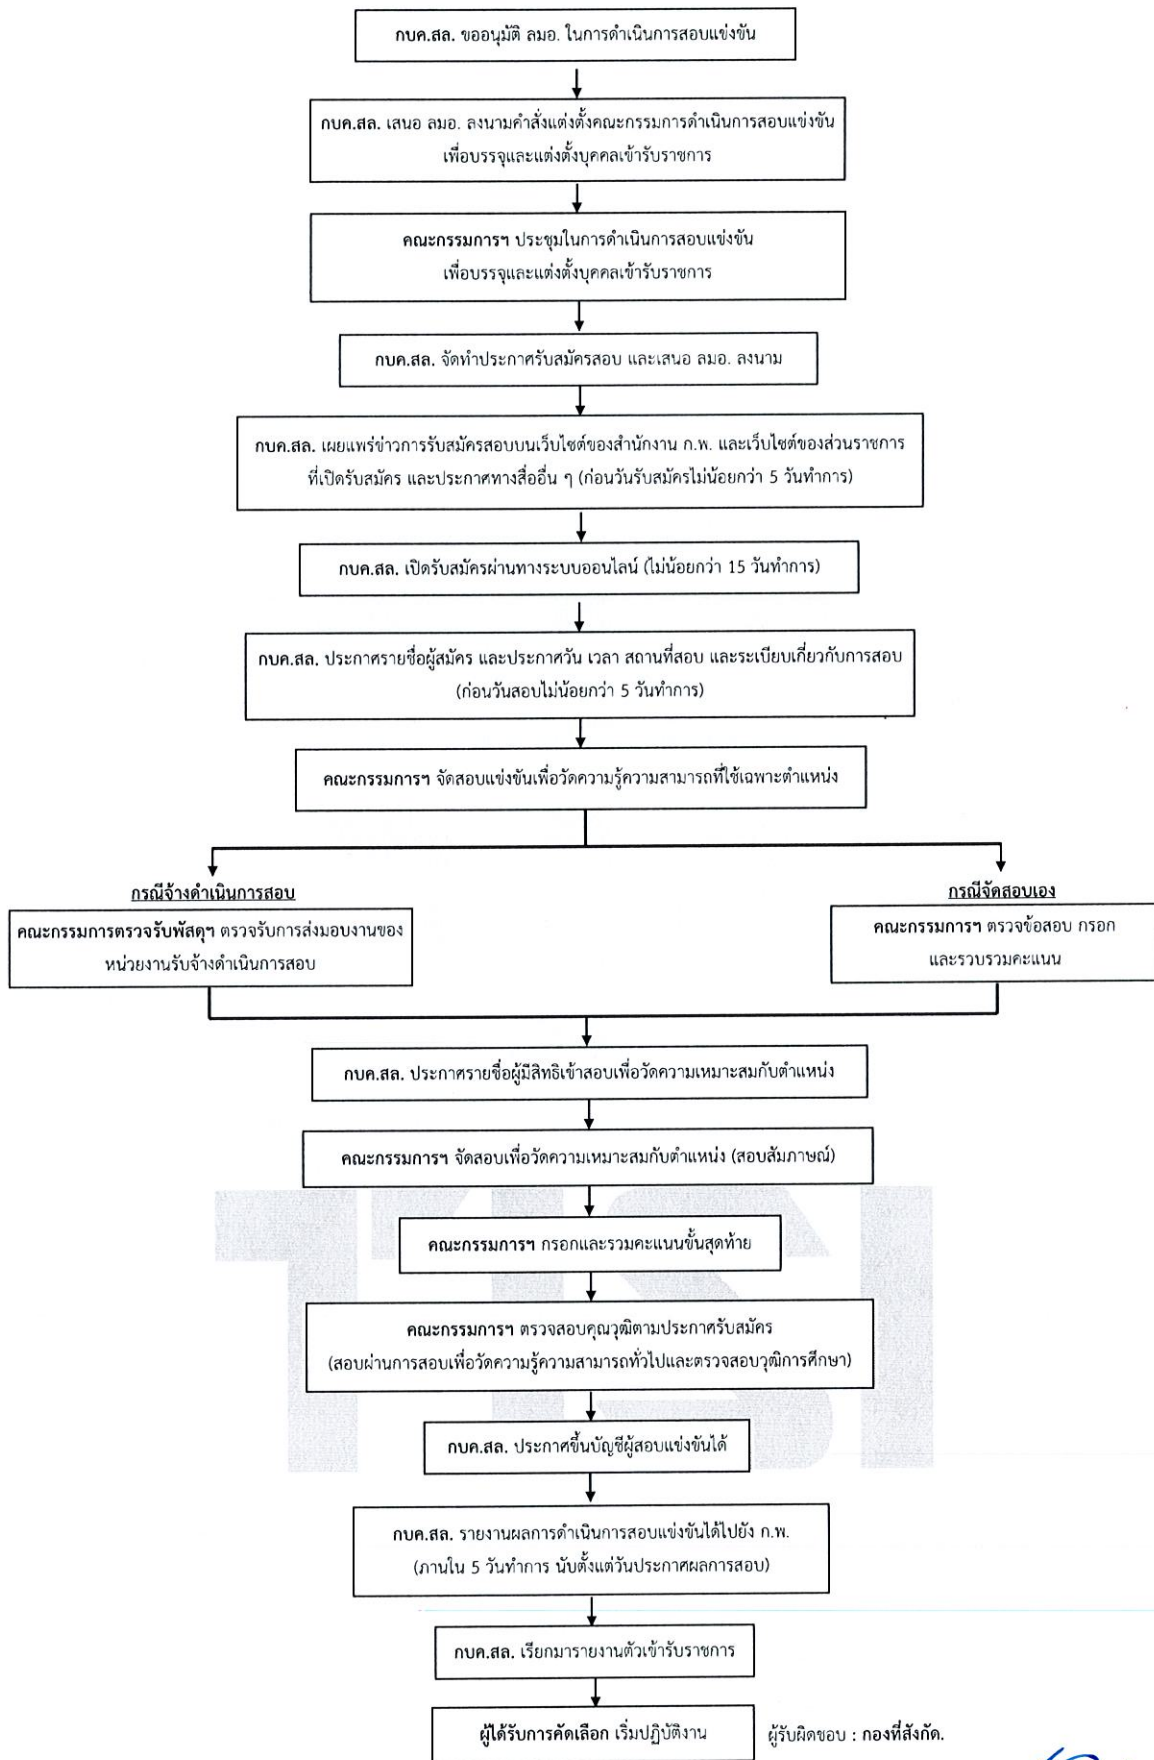 กบค.สล. ขออนุมัติ ลมอ. ในการดำเนินการสอบแข่งขัน
กบค.สล. เสนอ ลมอ. ลงนามคำสั่งแต่งตั้งคณะกรรมการดำเนินการสอบแข่งขัน
เพื่อบรรจุและแต่งตั้งบุคคลเข้ารับราชการ
คณะกรรมการฯ ประชุมในการดำเนินการสอบแข่งขัน
เพื่อบรรจุและแต่งตั้งบุคคลเข้ารับราชการ
กบค.สล. จัดทำประกาศรับสมัครสอบ และเสนอ ลมอ. ลงนาม
กบค.สล. เผยแพร่ข่าวการรับสมัครสอบบนเว็บไซต์ของสำนักงาน ก.พ. และเว็บไซต์ของส่วนราชการ
ที่เปิดรับสมัคร และประกาศทางสื่ออื่น ๆ (ก่อนวันรับสมัครไม่น้อยกว่า 5 วันทำการ)
กบค.สล. เปิดรับสมัครผ่านทางระบบออนไลน์ (ไม่น้อยกว่า 15 วันทำการ)
กบค.สล. ประกาศรายชื่อผู้สมัคร และประกาศวัน เวลา สถานที่สอบ และระเบียบเกี่ยวกับการสอบ
(ก่อนวันสอบไม่น้อยกว่า 5 วันทำการ)
คณะกรรมการฯ จัดสอบแข่งขันเพื่อวัดความรู้ความสามารถที่ใช้เฉพาะตำแหน่ง
กรณีจ้างดำเนินการสอบ
คณะกรรมการตรวจรับพัสดุฯ ตรวจรับการส่งมอบงานของ
หน่วยงานรับจ้างดำเนินการสอบ
กรณีจัดสอบเอง
คณะกรรมการฯ ตรวจข้อสอบ กรอก
และรวบรวมคะแนน
กบค.สล. ประกาศรายชื่อผู้มีสิทธิเข้าสอบเพื่อวัดความเหมาะสมกับตำแหน่ง
คณะกรรมการฯ จัดสอบเพื่อวัดความเหมาะสมกับตำแหน่ง (สอบสัมภาษณ์)
คณะกรรมการฯ กรอกและรวมคะแนนขั้นสุดท้าย
คณะกรรมการฯ ตรวจสอบคุณวุฒิตามประกาศรับสมัคร
(สอบผ่านการสอบเพื่อวัดความรู้ความสามารถทั่วไปและตรวจสอบวุฒิการศึกษา)
กบค.สล. ประกาศขึ้นบัญชีผู้สอบแข่งขันได้
กบค.สล. รายงานผลการดำเนินการสอบแข่งขันได้ไปยัง ก.พ.
(ภายใน 5 วันทำการ นับตั้งแต่วันประกาศผลการสอบ)
กบค.สล. เรียกมารายงานตัวเข้ารับราชการ
ผู้ได้รับการคัดเลือก เริ่มปฏิบัติงาน ผู้รับผิดชอบ : กองที่สังกัด.
TISI